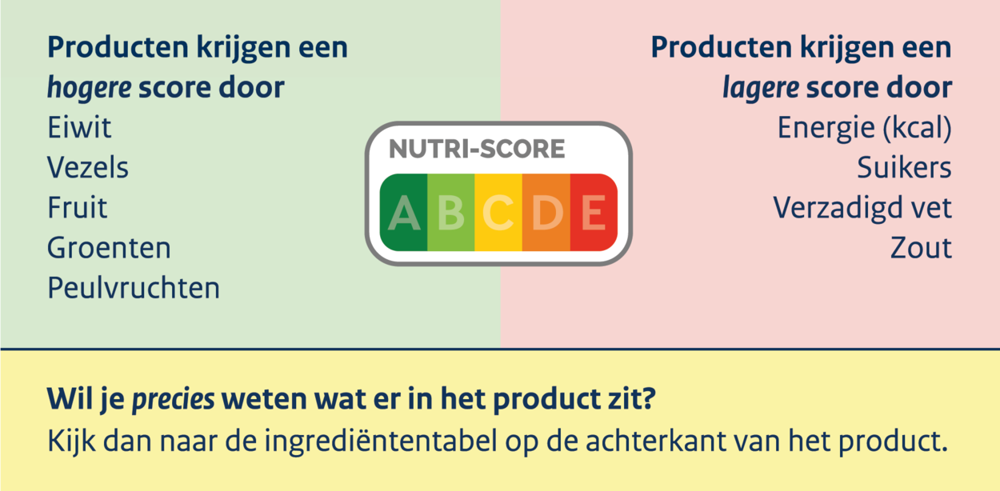 Producten krijgen een
hogere score door
Eiwit
Vezels
Fruit
Groenten
Peulvruchten
NUTRI-SCORE
A B C D E
Producten krijgen een
lagere score door
Energie (kcal)
Suikers
Verzadigd vet
Zout
Wil je precies weten wat er in het product zit?
Kijk dan naar de ingrediëntentabel op de achterkant van het product.